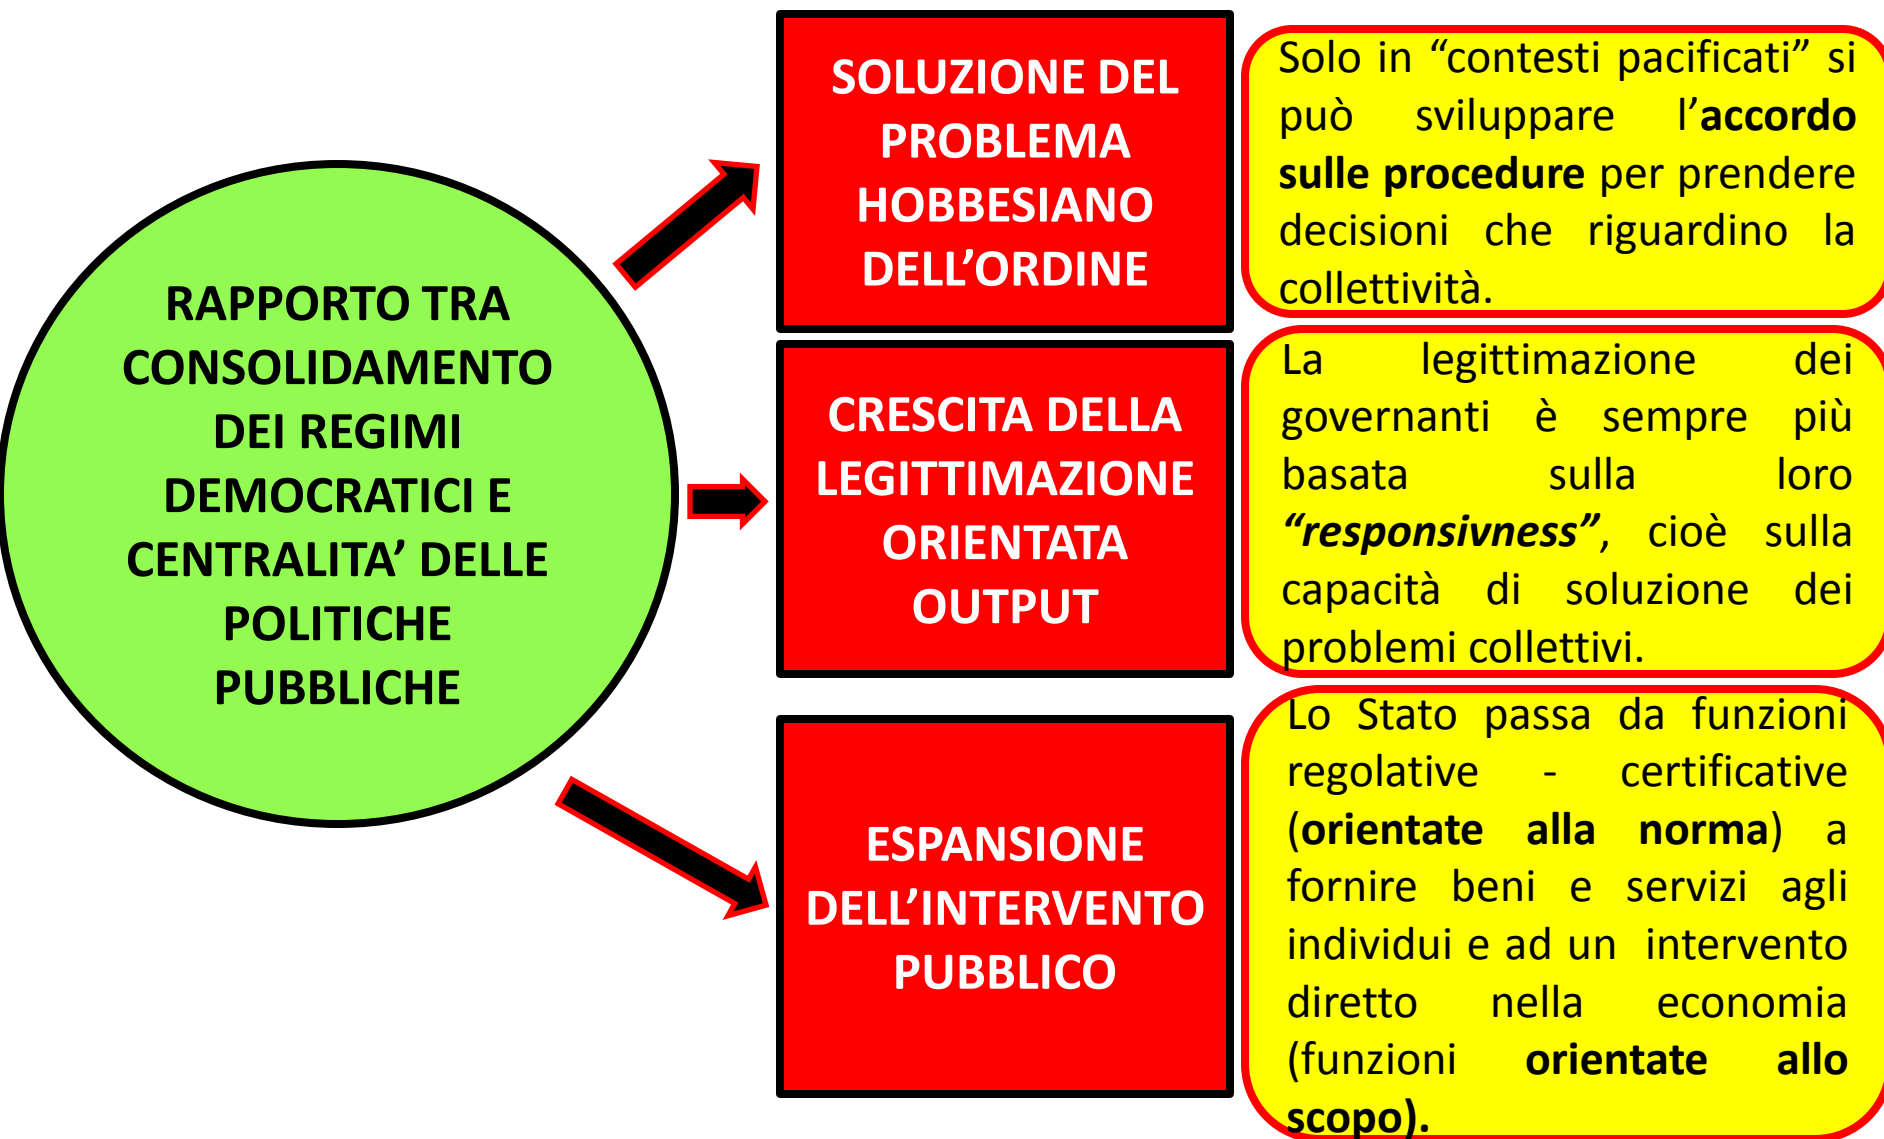 RAPPORTO TRA
CONSOLIDAMENTO
DEI REGIMI
DEMOCRATICI E
CENTRALITA’ DELLE
POLITICHE
PUBBLICHE
SOLUZIONE DEL
PROBLEMA
HOBBESIANO
DELL’ORDINE
Solo in “contesti pacificati” si
può sviluppare l’accordo
sulle procedure per prendere
decisioni che riguardino la
collettività.
CRESCITA DELLA
LEGITTIMAZIONE
ORIENTATA
OUTPUT
La legittimazione dei
governanti è sempre più
basata sulla loro
“responsivness”, cioè sulla
capacità di soluzione dei
problemi collettivi.
ESPANSIONE
DELL’INTERVENTO
PUBBLICO
Lo Stato passa da funzioni
regolative - certificative
(orientate alla norma) a
fornire beni e servizi agli
individui e ad un intervento
diretto nella economia
(funzioni orientate allo
scopo).